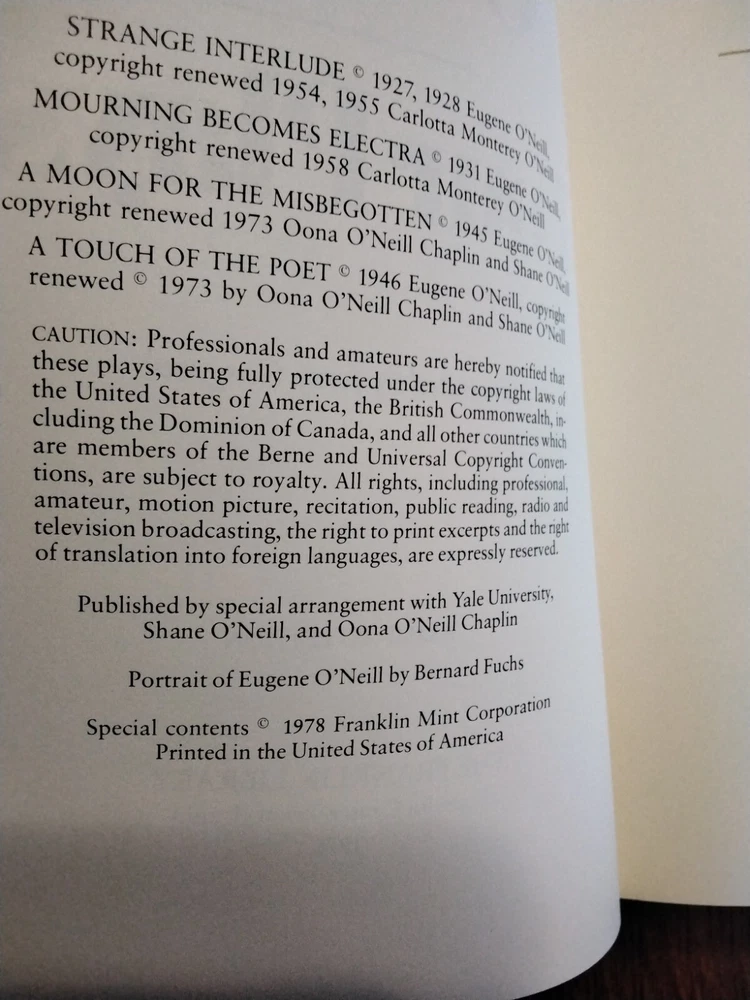 STRANGE INTERLUDE © 1927, 1928 Eugene O'Neill,
copyright renewed 1954, 1955 Carlotta Monterey O'Neill
MOURNING BECOMES ELECTRA © 1931 Eugene O'Neill,
copyright renewed 1958 Carlotta Monterey O'Neill
A MOON FOR THE MISBEGOTTEN © 1945 Eugene O'Neill,
copyright renewed 1973 Oona O'Neill Chaplin and Shane O'Neill
A TOUCH OF THE POET © 1946 Eugene O'Neill, copyright
renewed © 1973 by Oona O'Neill Chaplin and Shane O'Neill
CAUTION: Professionals and amateurs are hereby notified that
these plays, being fully protected under the copyright laws of
the United States of America, the British Commonwealth, in-
cluding the Dominion of Canada, and all other countries which
are members of the Berne and Universal Copyright Conven-
tions, are subject to royalty. All rights, including professional,
amateur, motion picture, recitation, public reading, radio and
television broadcasting, the right to print excerpts and the right
of translation into foreign languages, are expressly reserved.
Published by special arrangement with Yale University,
Shane O'Neill, and Oona O'Neill Chaplin
Portrait of Eugene O'Neill by Bernard Fuchs
Special contents © 1978 Franklin Mint Corporation
Printed in the United States of America